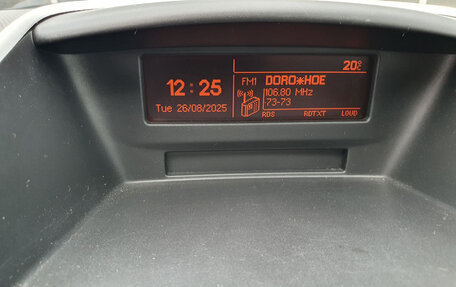 20°C
FM1 DORO*HOE
12:25
106.80 MHz
Tue 26/08/2025
73-73
RDS RDTXT LOUD